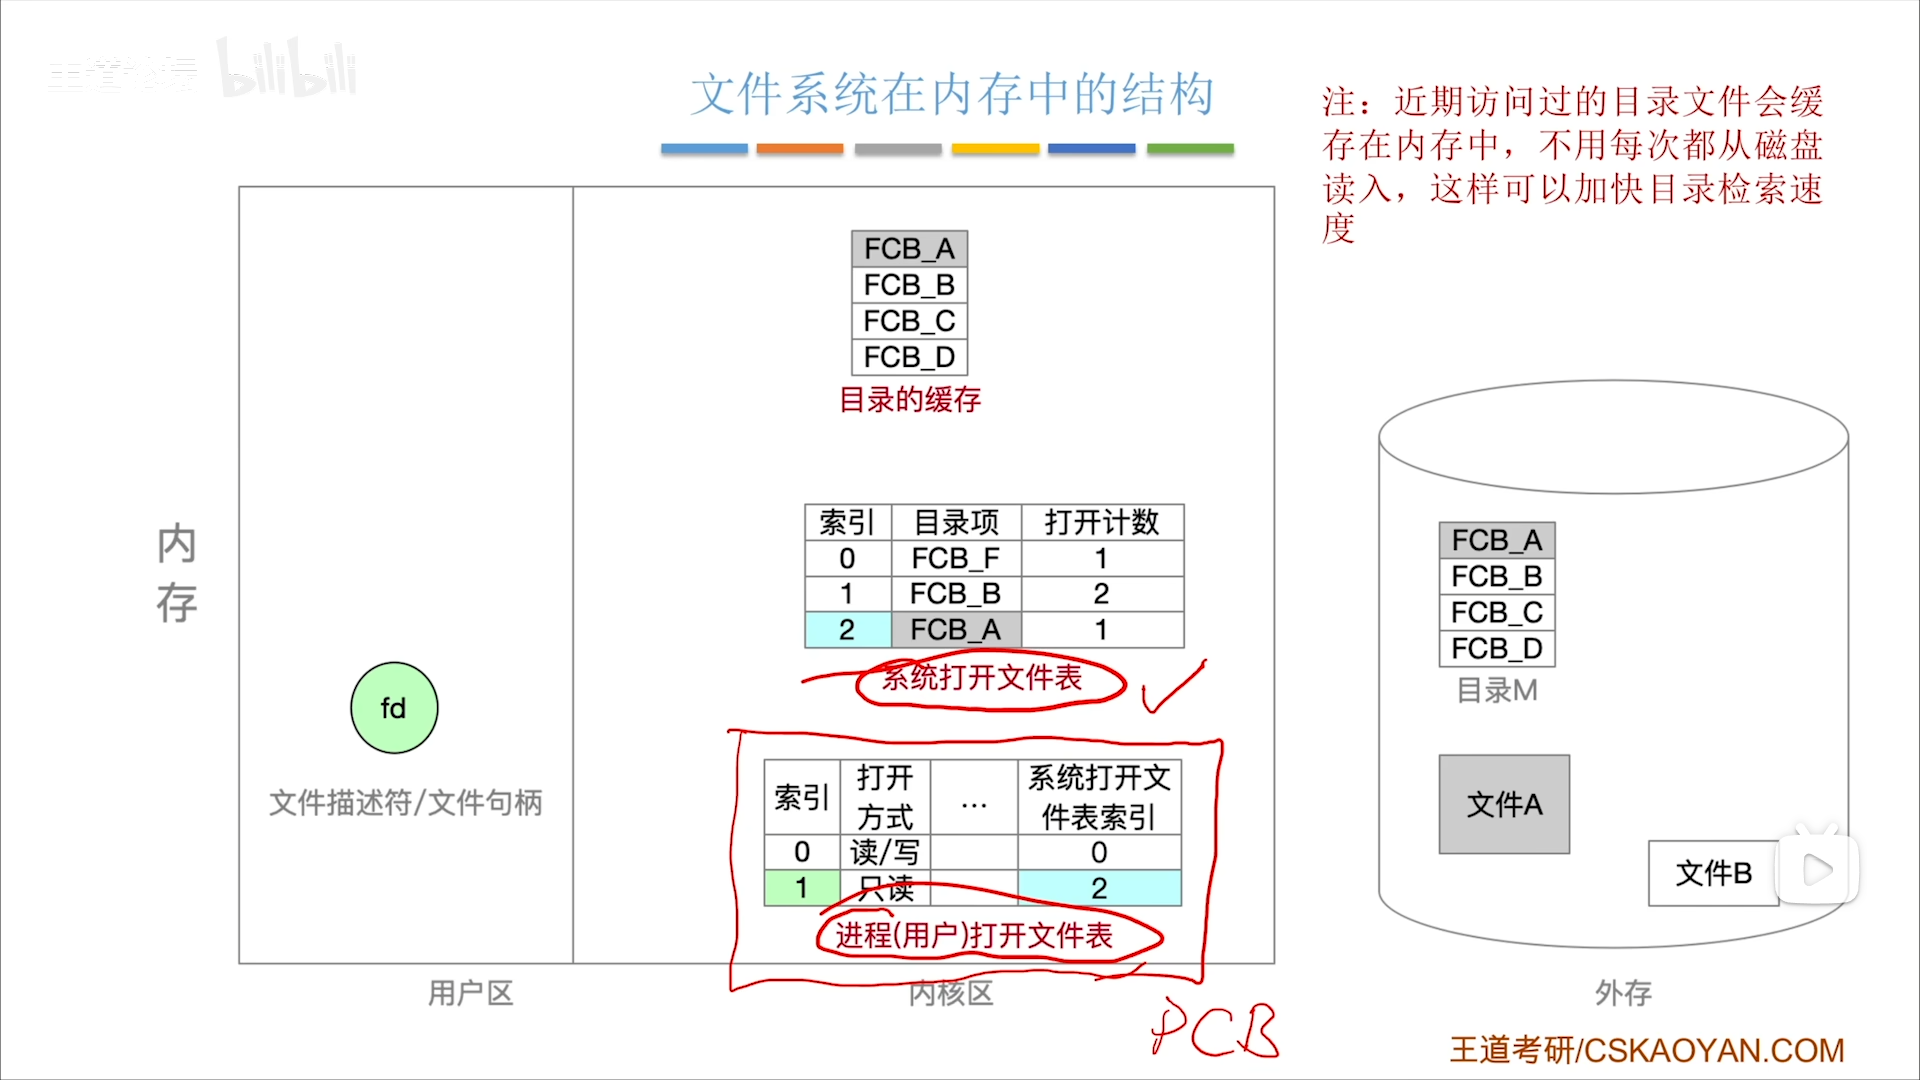 王道论坛 bilibili
文件系统在内存中的结构
注：近期访问过的目录文件会缓
存在内存中，不用每次都从磁盘
读入，这样可以加快目录检索速
度
FCB_A
FCB_B
FCB_C
FCB_D
目录的缓存
内
存
索引 目录项 打开计数
0 FCB_F 1
1 FCB_B 2
2 FCB_A 1
系统打开文件表
fd
文件描述符/文件句柄
索引 打开方式 … 系统打开文件表索引
0 读/写 0
1 只读 2
进程(用户)打开文件表
用户区
内核区
PCB
FCB_A
FCB_B
FCB_C
FCB_D
目录M
文件A
文件B
外存
王道考研/CSKAOYAN.COM